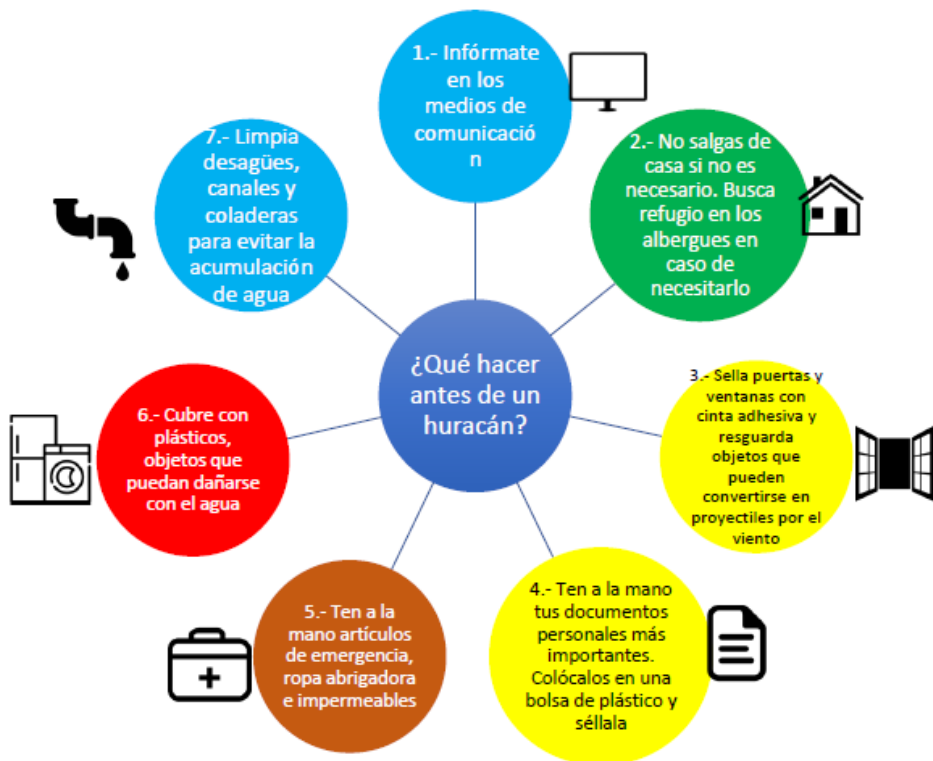 1.- Infórmate
en los
medios de
comunicació
n
2.- No salgas de
casa si no es
necesario. Busca
refugio en los
albergues en
caso de
necesitarlo
3.- Sella puertas y
ventanas con
cinta adhesiva y
resguarda
objetos que
pueden
convertirse en
proyectiles por el
viento
4.- Ten a la mano
tus documentos
personales más
importantes.
Colócalos en una
bolsa de plástico y
séllala
5.- Ten a la
mano artículos
de emergencia,
ropa abrigadora
e impermeables
6.- Cubre con
plásticos,
objetos que
puedan dañarse
con el agua
7.- Limpia
desagües,
canales y
coladeras
para evitar la
acumulación
de agua
¿Qué hacer
antes de un
huracán?